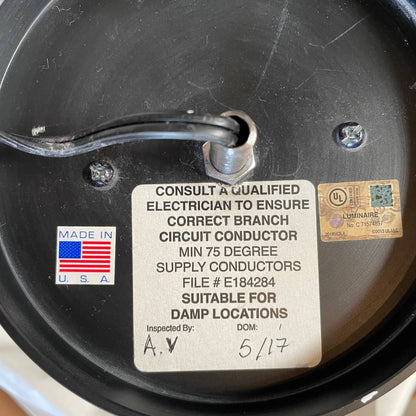 CONSULT A QUALIFIED
ELECTRICIAN TO ENSURE
CORRECT BRANCH
CIRCUIT CONDUCTOR
MIN 75 DEGREE
SUPPLY CONDUCTORS
FILE # E184284
SUITABLE FOR
DAMP LOCATIONS
Inspected By: DOM: /
A.V 5/17
MADE IN
U.S.A.
UL
LUMINAIRE